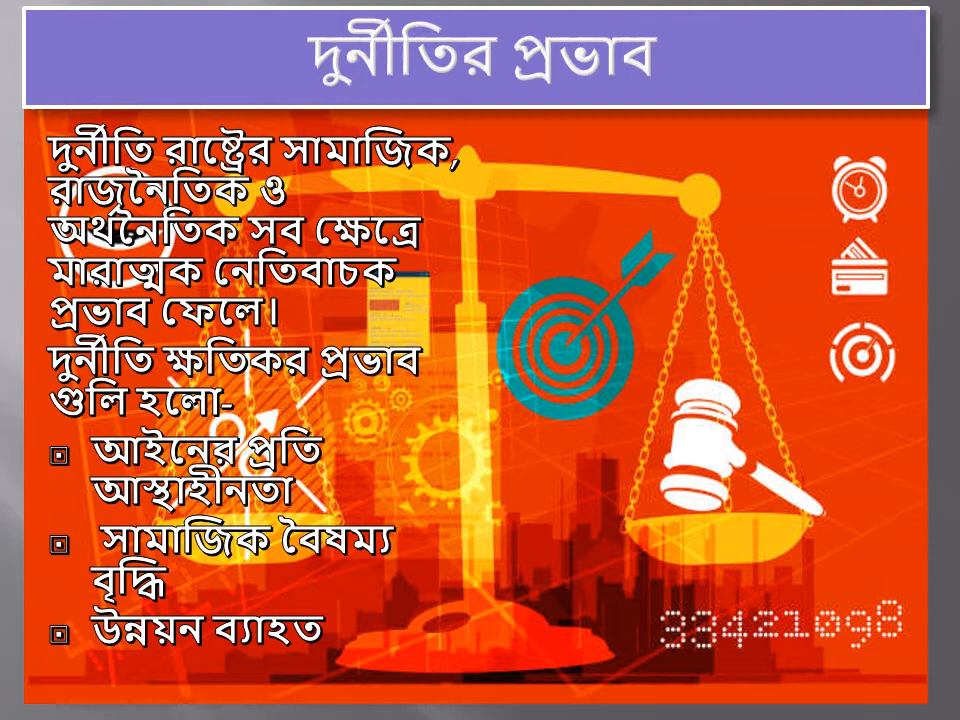 দুর্নীতির প্রভাব
দুর্নীতি রাষ্ট্রের সামাজিক,
রাজনৈতিক ও
অর্থনৈতিক সব ক্ষেত্রে
মারাত্মক নেতিবাচক
প্রভাব ফেলে।
দুর্নীতি ক্ষতিকর প্রভাব
গুলি হলো-
আইনের প্রতি
আস্থাহীনতা
সামাজিক বৈষম্য
বৃদ্ধি
উন্নয়ন ব্যাহত